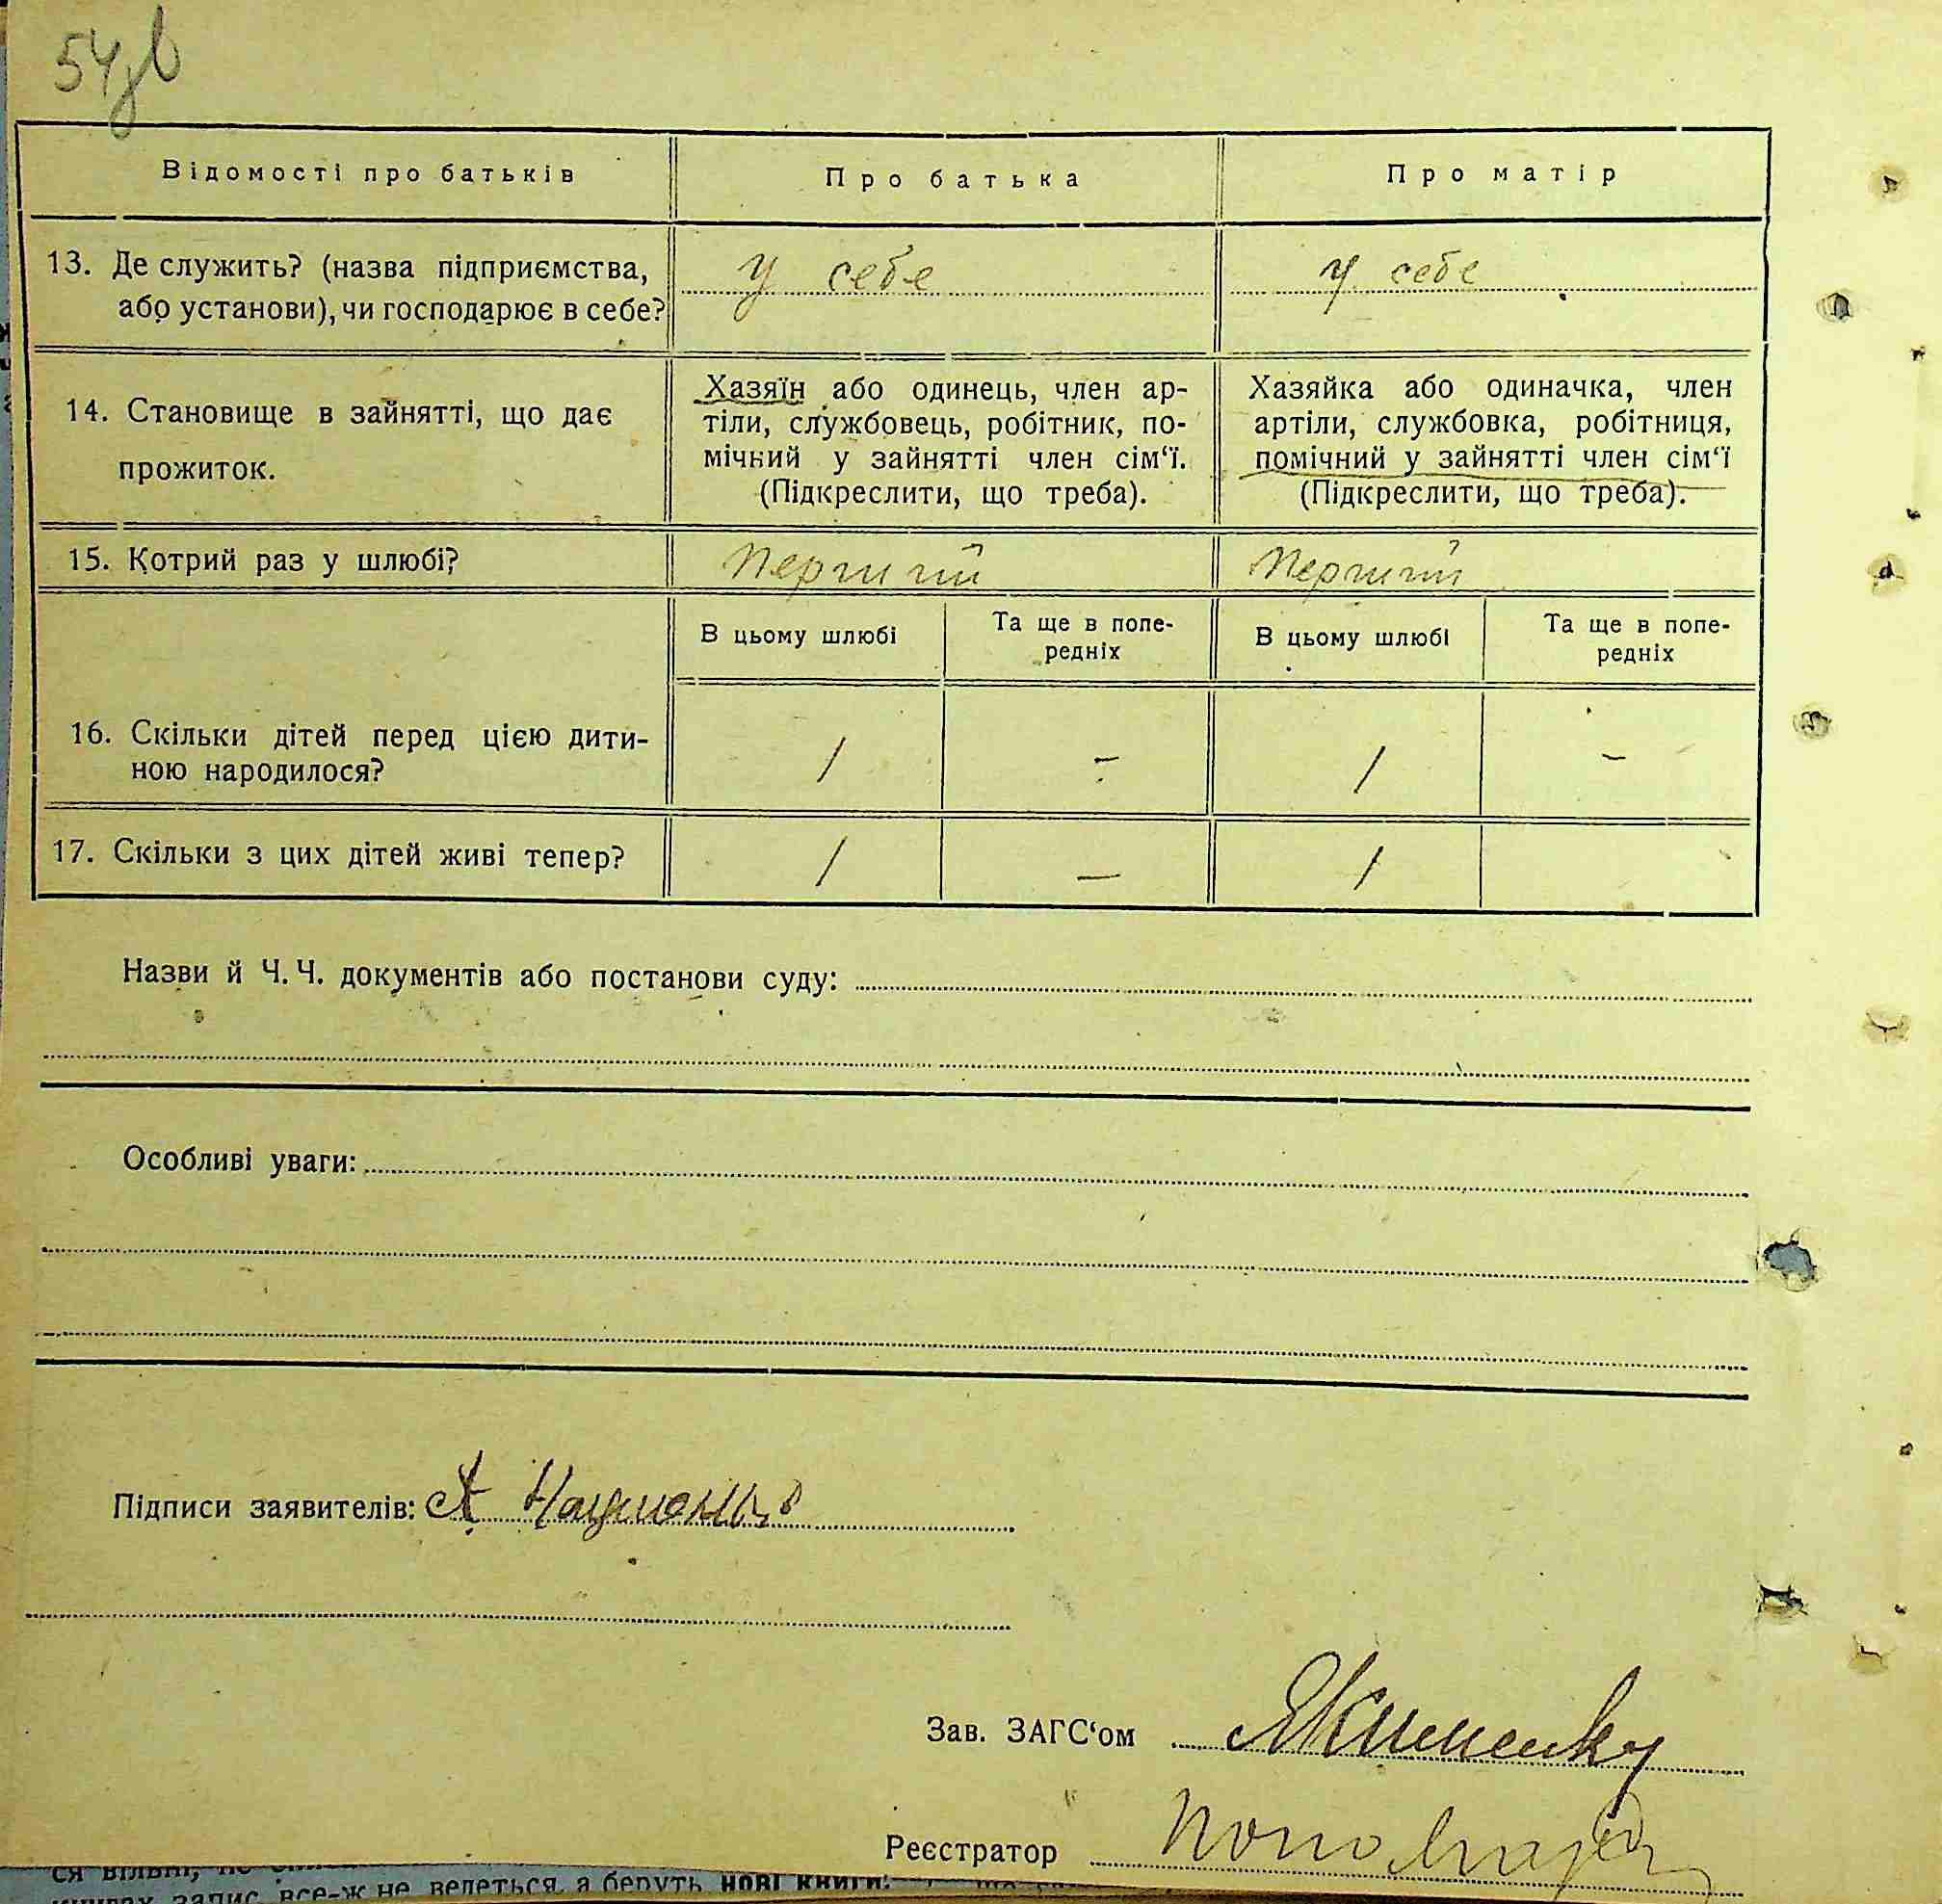 54
Відомості про батьків
Про батька
Про матір
13. Де служить? (назва підприємства,
або установи), чи господарює в себе?
у себе
у себе
14. Становище в зайнятті, що дає
прожиток.
Хазяїн або одинець, член ар-
тіли, службовець, робітник, по-
мічний у зайнятті член сім‘ї.
(Підкреслити, що треба).
Хазяйка або одиначка, член
артіли, службовка, робітниця,
помічний у зайнятті член сім‘ї
(Підкреслити, що треба).
15. Котрий раз у шлюбі?
Перший
Перший
В цьому шлюбі
Та ще в попе-
редніх
В цьому шлюбі
Та ще в попе-
редніх
16. Скільки дітей перед цією дити-
ною народилося?
1
-
1
-
17. Скільки з цих дітей живі тепер?
1
—
1
Назви й Ч. Ч. документів або постанови суду:
Особливі уваги:
Підписи заявителів:
Зав. ЗАГС‘ом Якименко
Реєстратор
ся вільні,
запис все-ж не ведеться, а беруть нові книги.